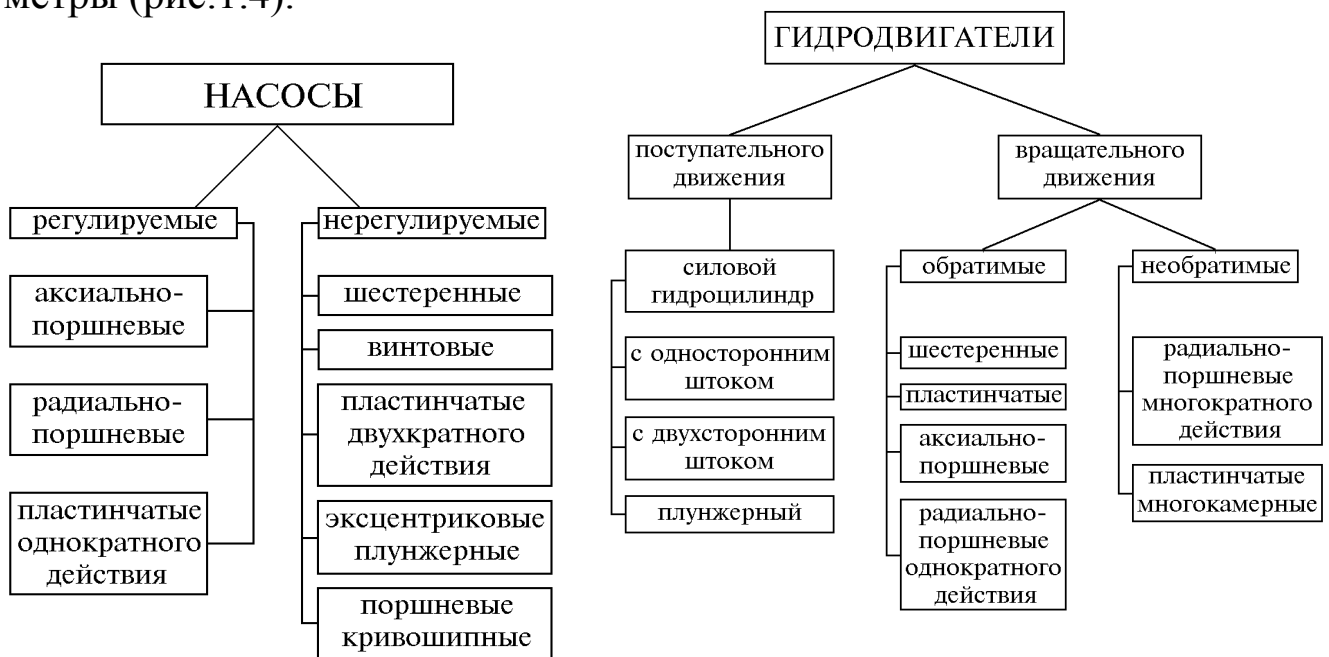 метры (рис.1.4).
НАСОСЫ
регулируемые
аксиально-
поршневые
радиально-
поршневые
пластинчатые
однократного
действия
нерегулируемые
шестеренные
винтовые
пластинчатые
двухкратного
действия
эксцентриковые
плунжерные
поршневые
кривошипные
ГИДРОДВИГАТЕЛИ
поступательного
движения
силовой
гидроцилиндр
с односторонним
штоком
с двухсторонним
штоком
плунжерный
вращательного
движения
обратимые
шестеренные
пластинчатые
аксиально-
поршневые
радиально-
поршневые
однократного
действия
необратимые
радиально-
поршневые
многократного
действия
пластинчатые
многокамерные